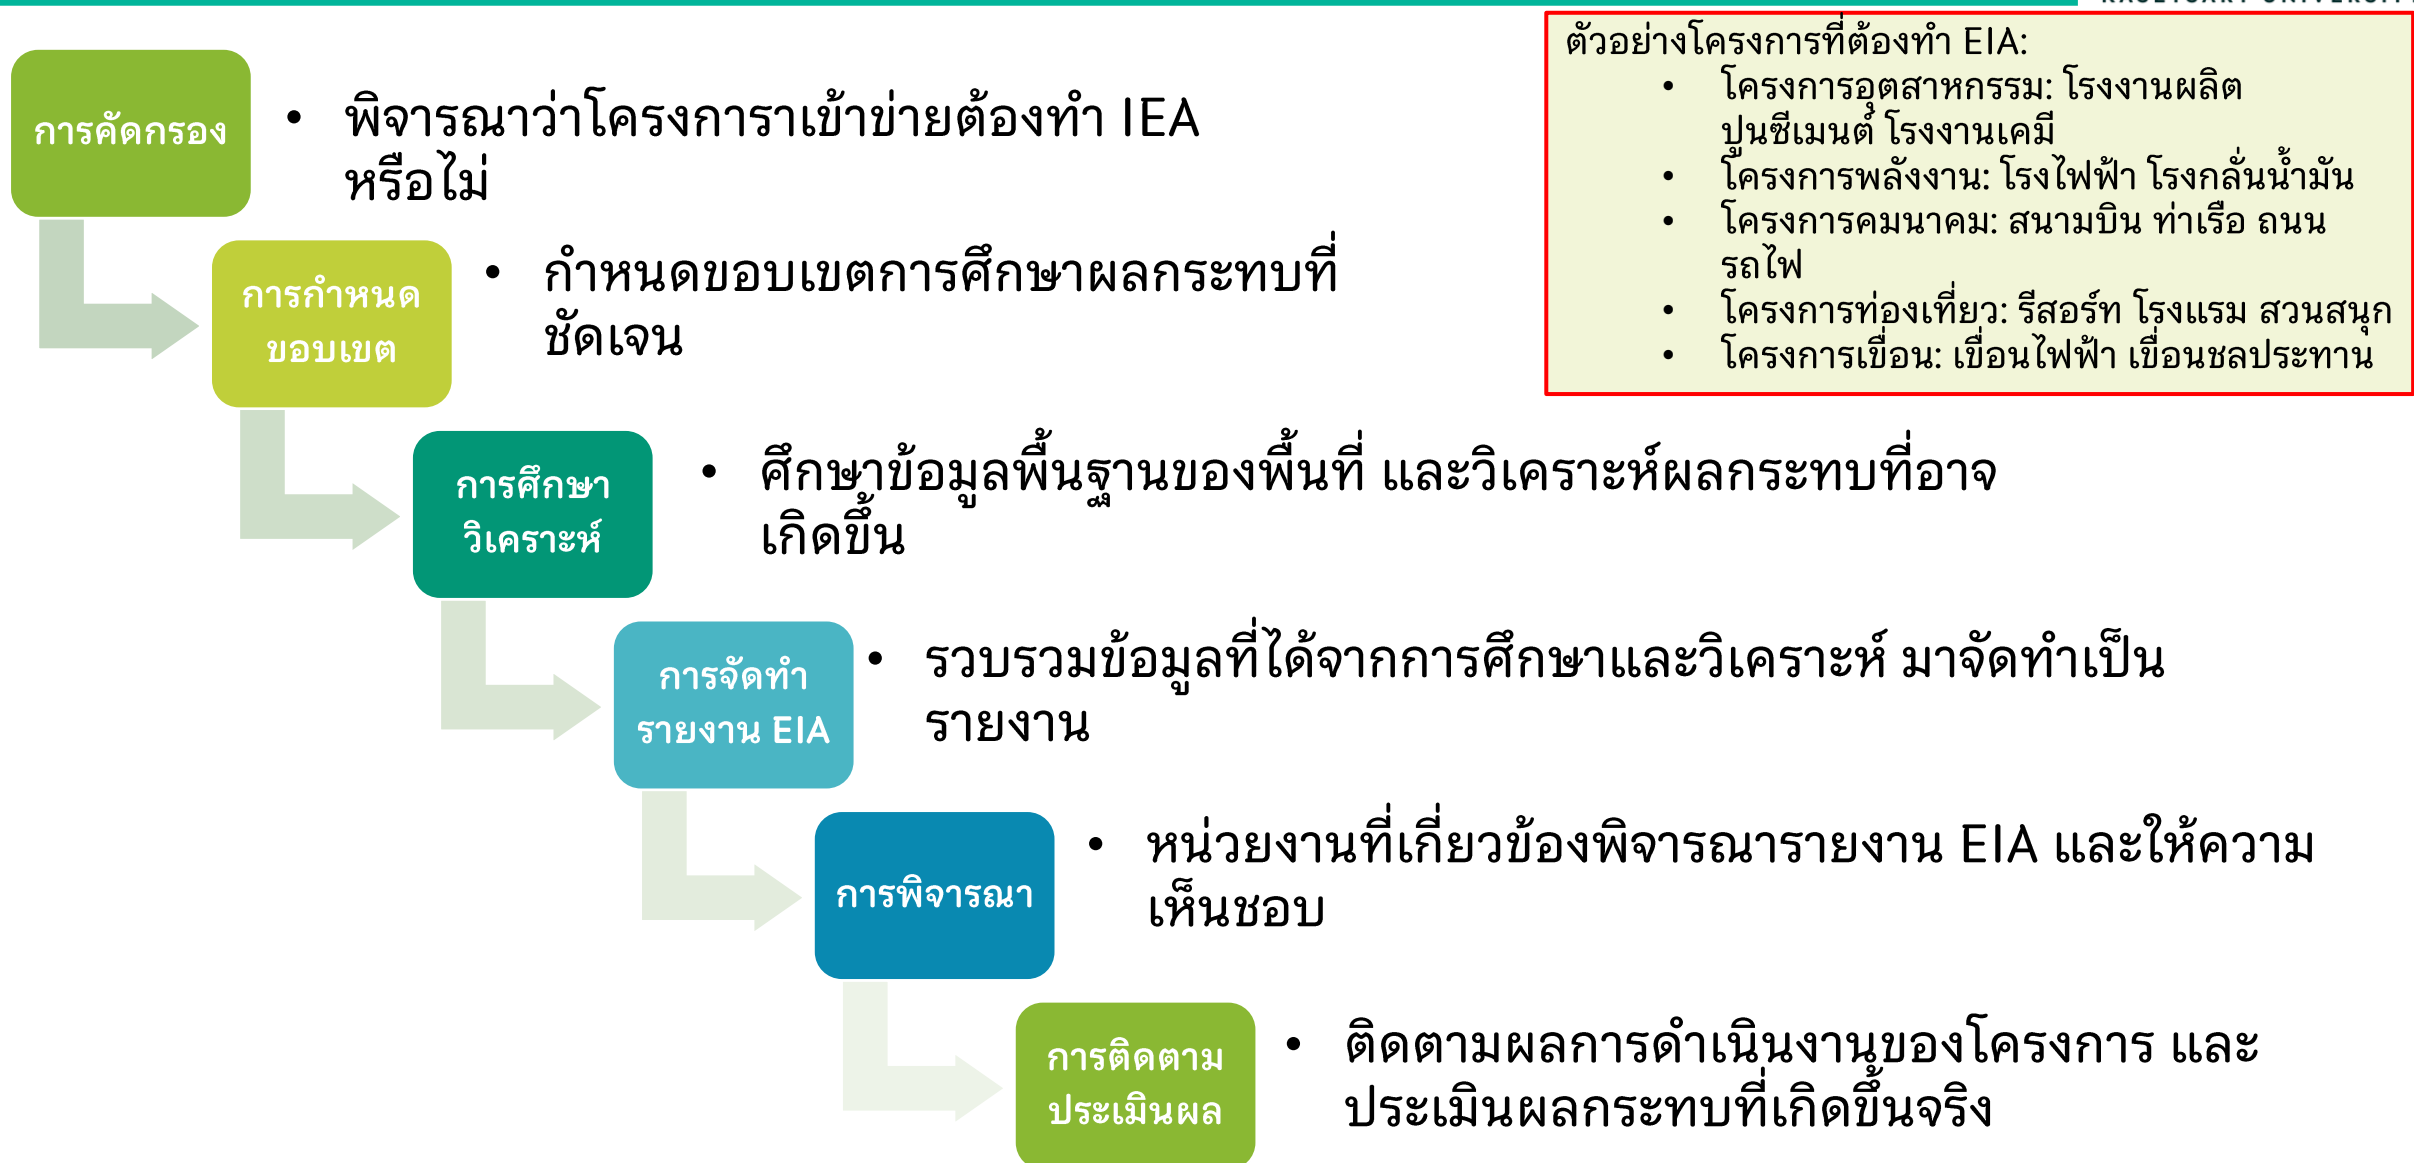 ตัวอย่างโครงการที่ต้องทำ EIA:
• โครงการอุตสาหกรรม: โรงงานผลิต
ปูนซีเมนต์ โรงงานเคมี
• โครงการพลังงาน: โรงไฟฟ้า โรงกลั่นน้ำมัน
• โครงการคมนาคม: สนามบิน ท่าเรือ ถนน
รถไฟ
• โครงการท่องเที่ยว: รีสอร์ท โรงแรม สวนสนุก
• โครงการเขื่อน: เขื่อนไฟฟ้า เขื่อนชลประทาน
การคัดกรอง
• พิจารณาว่าโครงการาเข้าข่ายต้องทำ IEA
หรือไม่
การกำหนด
ขอบเขต
• กำหนดขอบเขตการศึกษาผลกระทบที่
ชัดเจน
การศึกษา
วิเคราะห์
• ศึกษาข้อมูลพื้นฐานของพื้นที่ และวิเคราะห์ผลกระทบที่อาจ
เกิดขึ้น
การจัดทำ
รายงาน EIA
• รวบรวมข้อมูลที่ได้จากการศึกษาและวิเคราะห์ มาจัดทำเป็น
รายงาน
การพิจารณา
• หน่วยงานที่เกี่ยวข้องพิจารณารายงาน EIA และให้ความ
เห็นชอบ
การติดตาม
ประเมินผล
• ติดตามผลการดำเนินงานของโครงการ และ
ประเมินผลกระทบที่เกิดขึ้นจริง